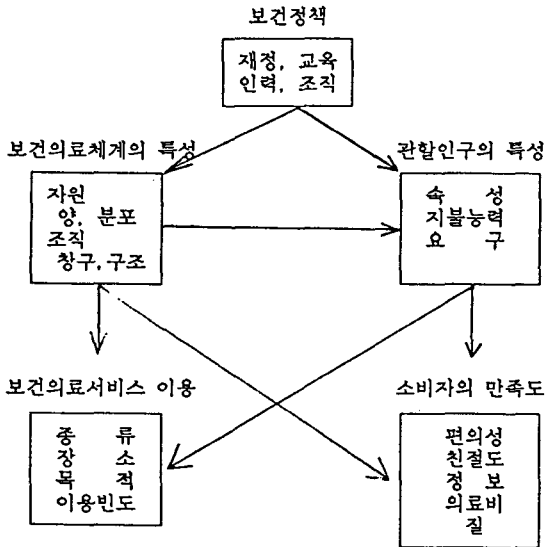 보건정책
재정, 교육
인력, 조직
보건의료체계의 특성
관할인구의 특성
자원
양, 분포
조직
창구, 구조
속 성
지불능력
요 구
보건의료서비스 이용
소비자의 만족도
종 류
장 소
목 적
이용빈도
편의성
친절도
정 보
의료비
질